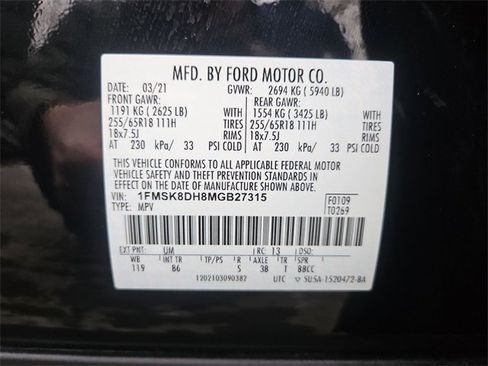 MFD. BY FORD MOTOR CO.
DATE: 03/21 GVWR: 2694 KG ( 5940 LB)
FRONT GAWR: REAR GAWR:
1191 KG ( 2625 LB) WITH 1554 KG ( 3425 LB) WITH
255/65R18 111H TIRES 255/65R18 111H TIRES
18x7.5J RIMS 18x7.5J RIMS
AT 230 kPa/ 33 PSI COLD AT 230 kPa/ 33 PSI COLD
THIS VEHICLE CONFORMS TO ALL APPLICABLE FEDERAL MOTOR
VEHICLE SAFETY AND THEFT PREVENTION STANDARDS IN
EFFECT ON THE DATE OF MANUFACTURE SHOWN ABOVE.
VIN: 1FMSK8DH8MGB27315 F0109
TYPE: MPV T0269
EXT PNT: UM RC: 13 DSO:
WB INT TR TP/PS R AXLE TR SPR
119 86 5 38 T BBCC
1202103090382 UTC 5USA-1520472-BA